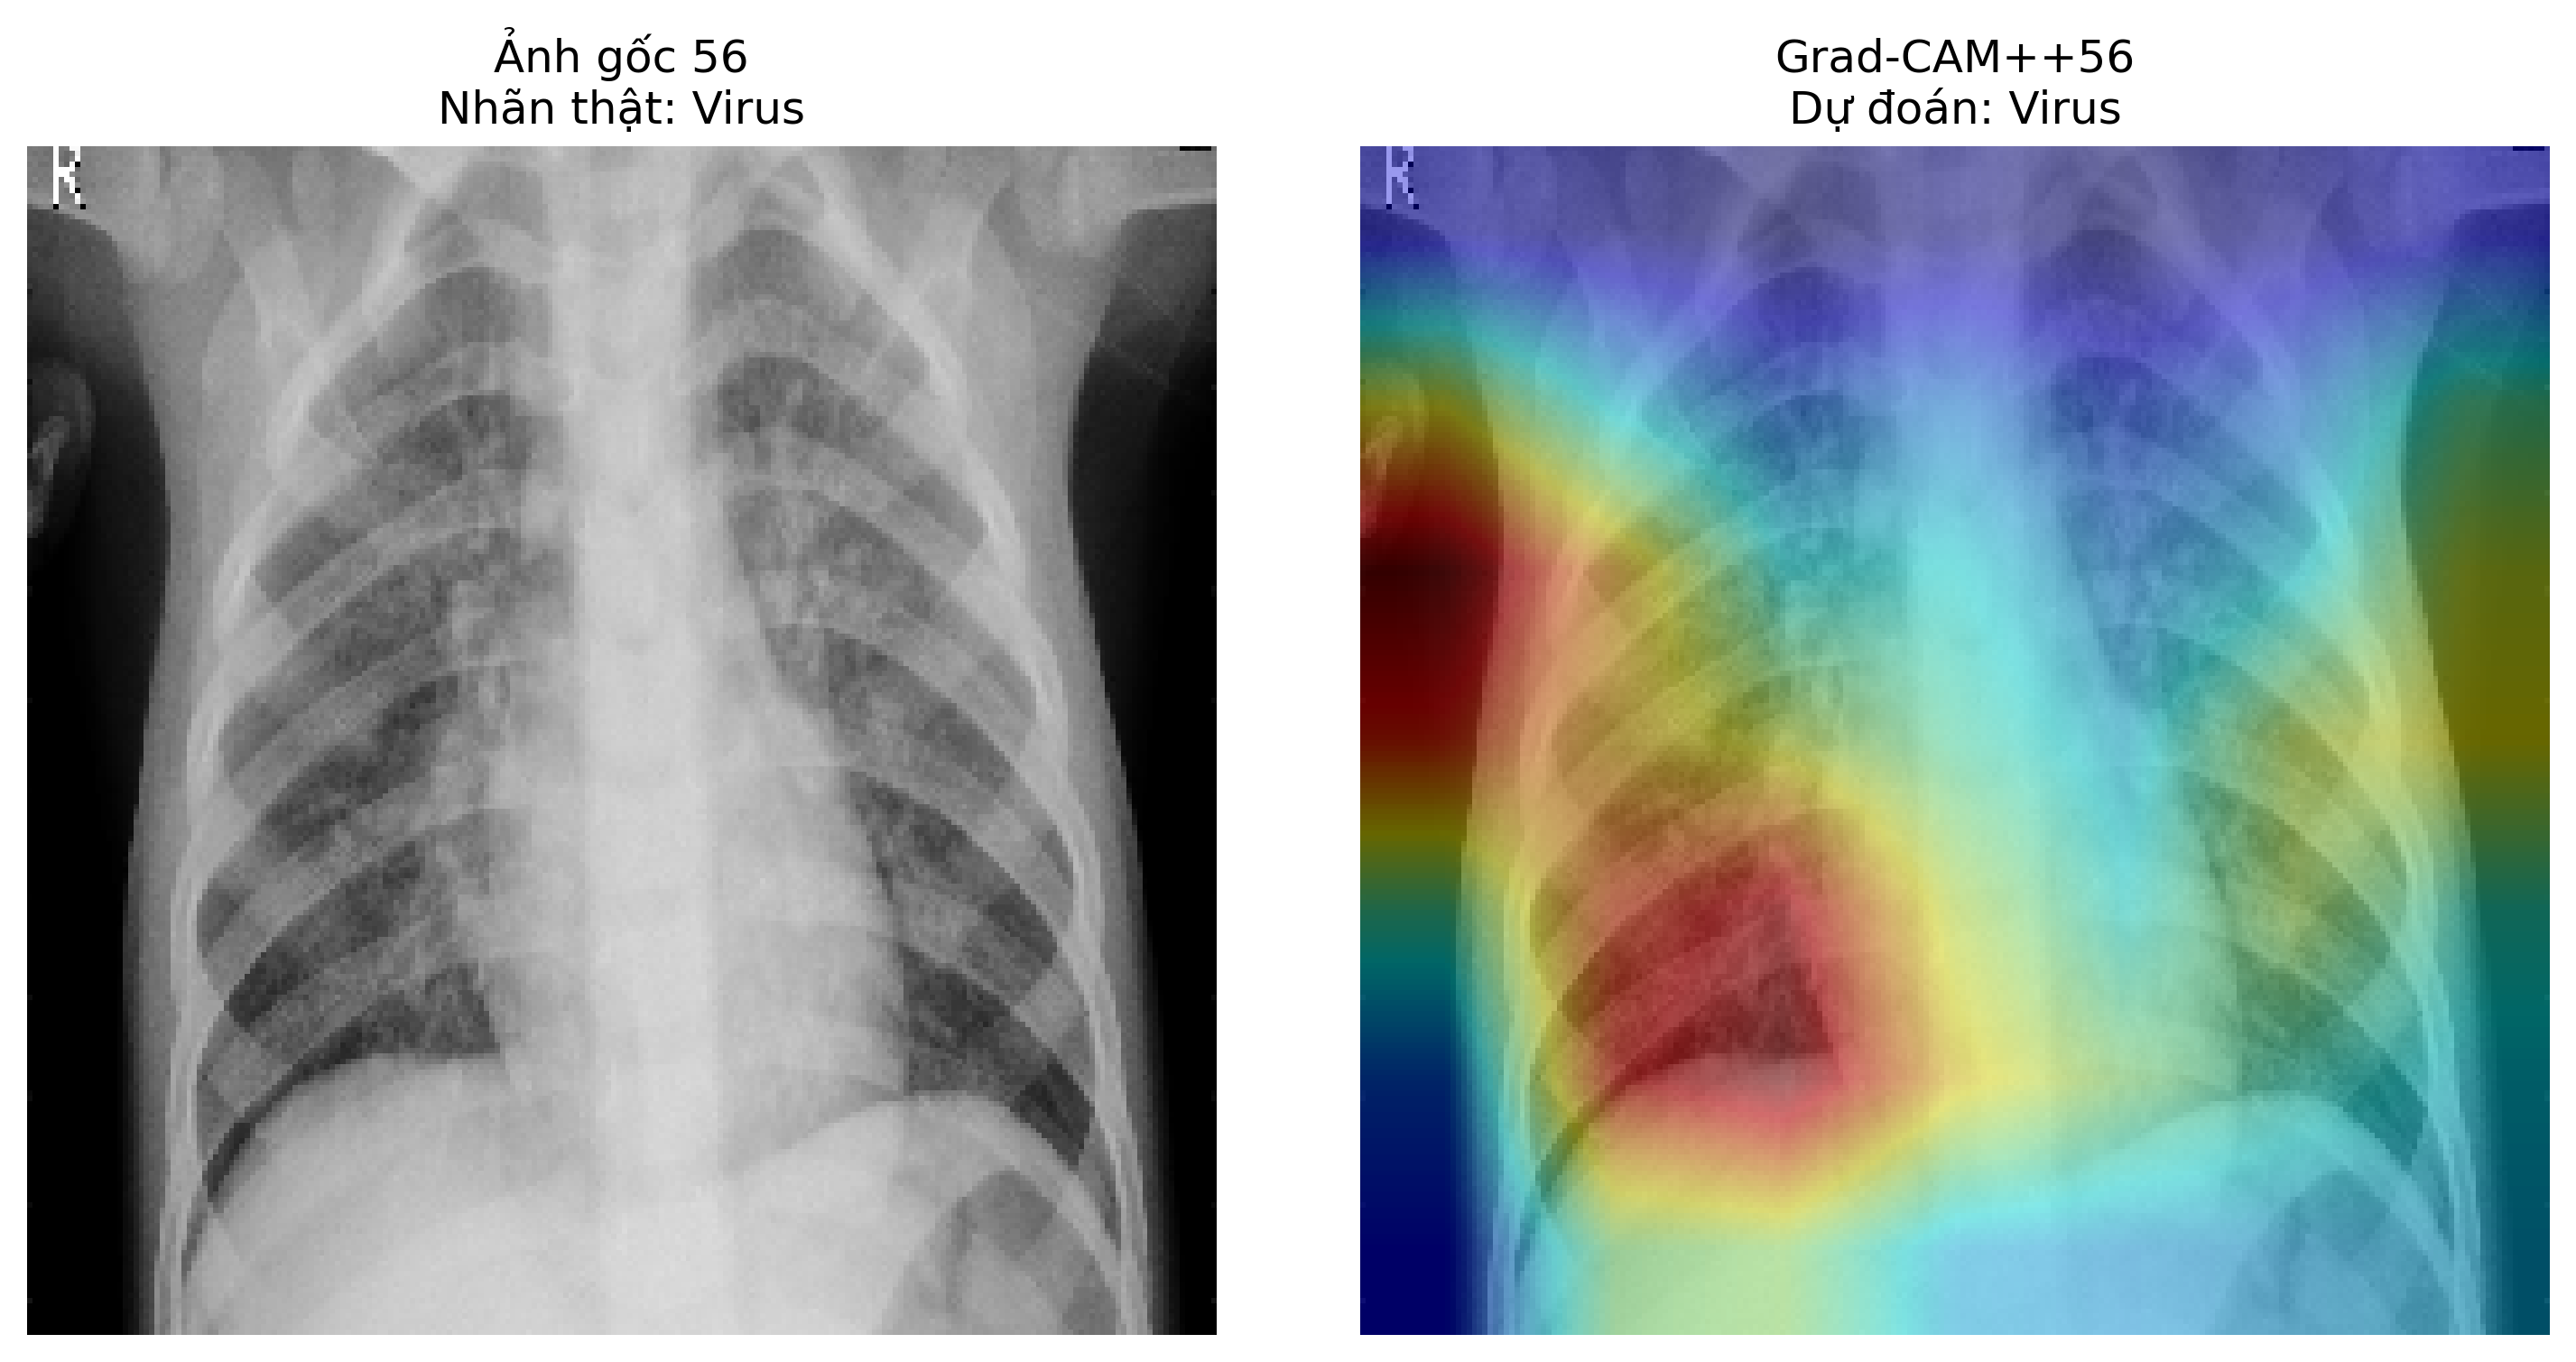 Ảnh gốc 56
Nhãn thật: Virus
Grad-CAM++56
Dự đoán: Virus
R
R